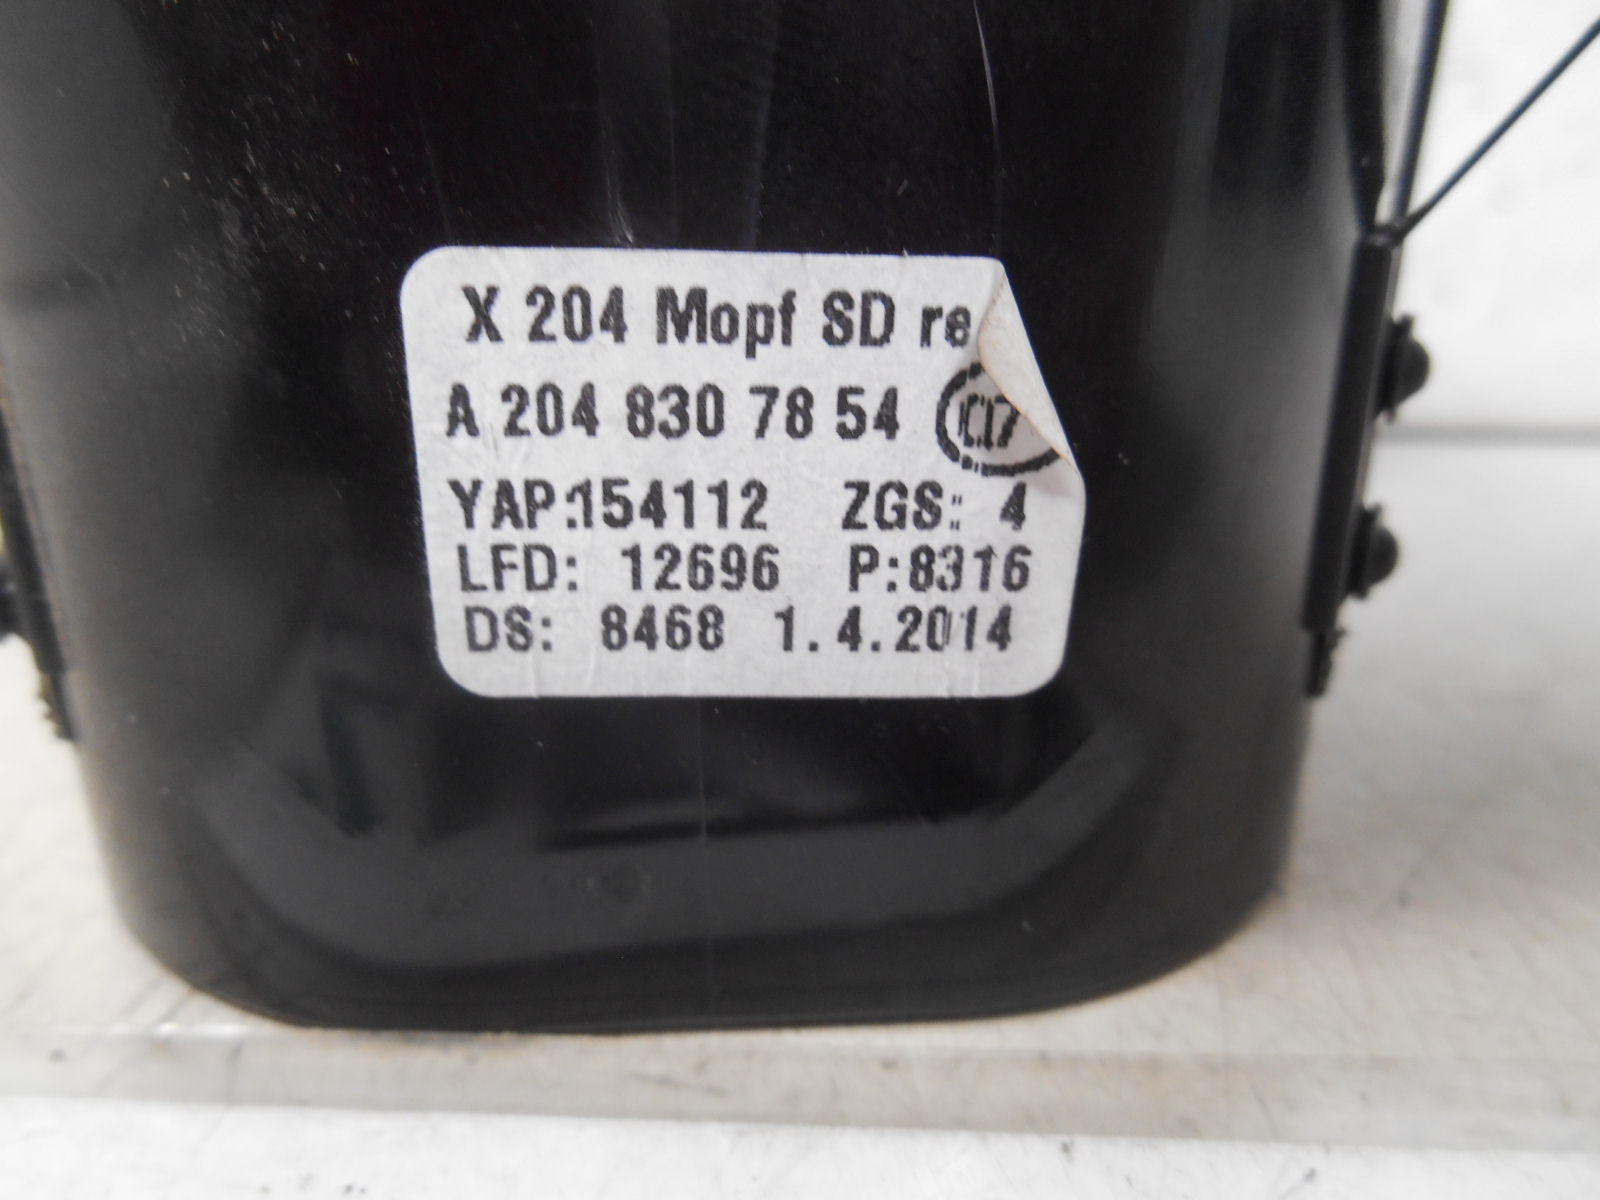 X 204 Mopf SD re
A 204 830 78 54
YAP:154112 ZGS: 4
LFD: 12696 P:8316
DS: 8468 1.4.2014